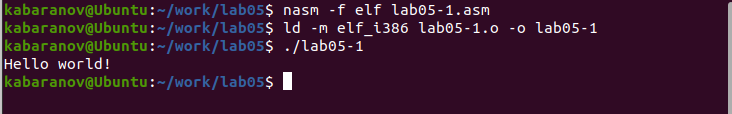 kabaranov@Ubuntu:~/work/lab05$ nasm -f elf lab05-1.asm
kabaranov@Ubuntu:~/work/lab05$ ld -m elf_i386 lab05-1.o -o lab05-1
kabaranov@Ubuntu:~/work/lab05$ ./lab05-1
Hello world!
kabaranov@Ubuntu:~/work/lab05$